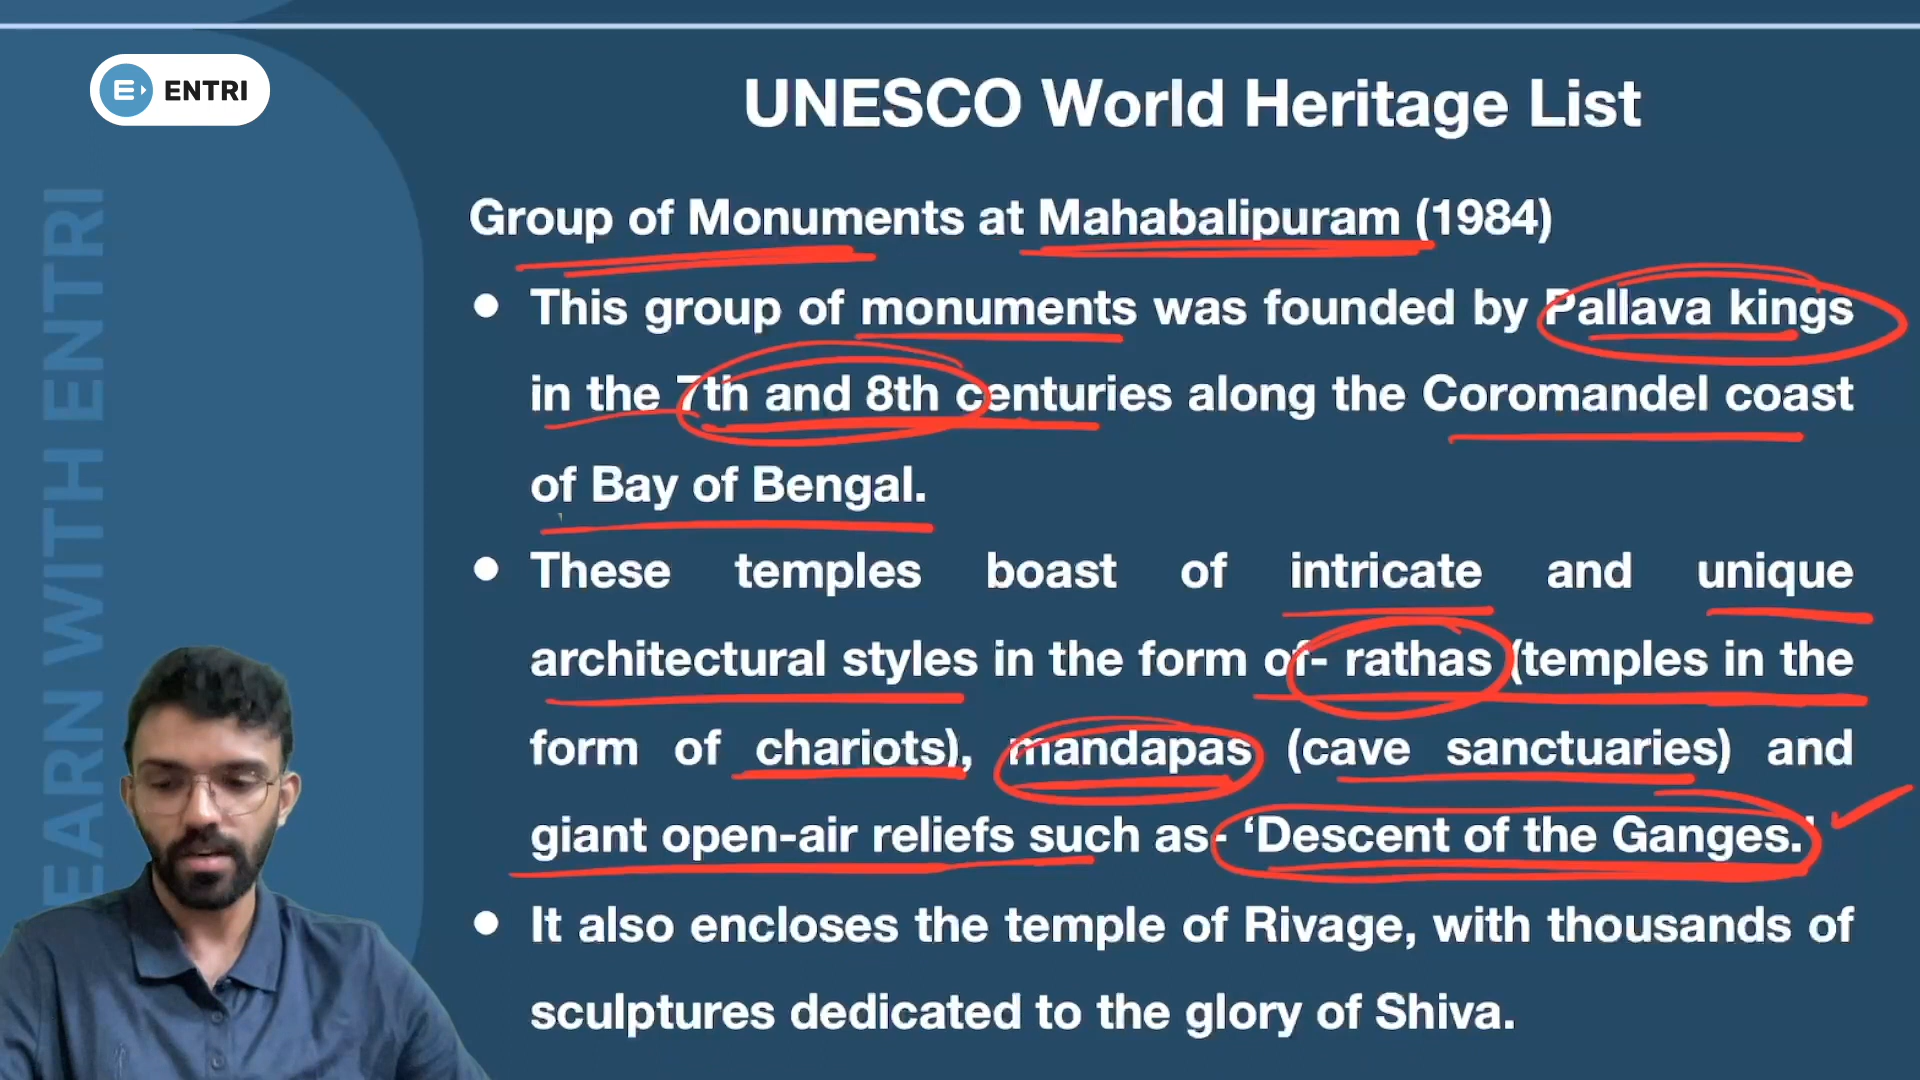 ENTRI
UNESCO World Heritage List
Group of Monuments at Mahabalipuram (1984)
● This group of monuments was founded by Pallava kings
in the 7th and 8th centuries along the Coromandel coast
of Bay of Bengal.
● These temples boast of intricate and unique
architectural styles in the form of- rathas (temples in the
form of chariots), mandapas (cave sanctuaries) and
giant open-air reliefs such as- ‘Descent of the Ganges.'
● It also encloses the temple of Rivage, with thousands of
sculptures dedicated to the glory of Shiva.
EARN WITH ENTRI